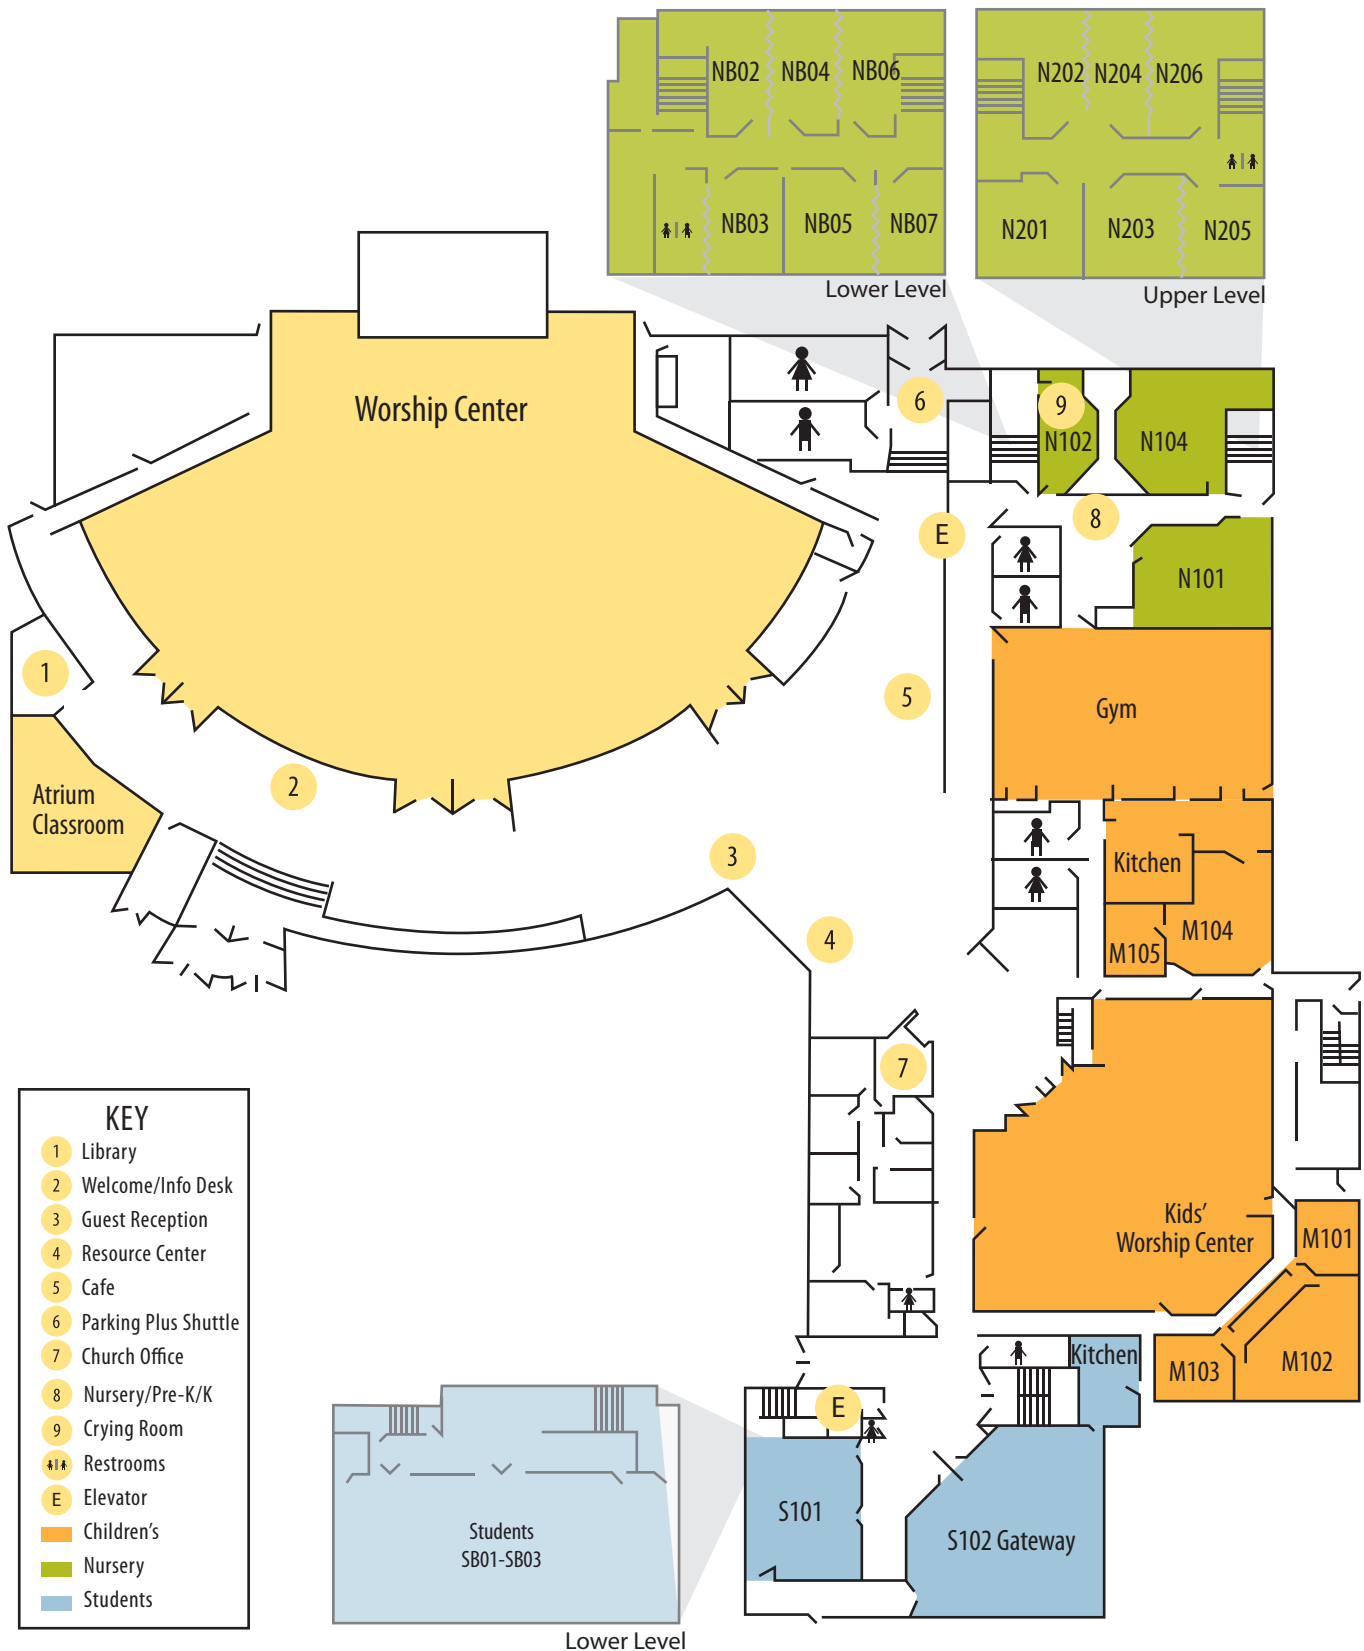 NB02
NB04
NB06
N202
N204
N206
NB03
NB05
NB07
N201
N203
N205
Lower Level
Upper Level
Worship Center
6
9
N102
N104
8
E
N101
1
5
Gym
2
Atrium
Classroom
3
Kitchen
4
M104
M105
7
KEY
1 Library
2 Welcome/Info Desk
3 Guest Reception
4 Resource Center
5 Cafe
6 Parking Plus Shuttle
7 Church Office
8 Nursery/Pre-K/K
9 Crying Room
Restrooms
E Elevator
Children's
Nursery
Students
Kids'
Worship Center
M101
M102
M103
Kitchen
E
S101
S102 Gateway
Students
SB01-SB03
Lower Level